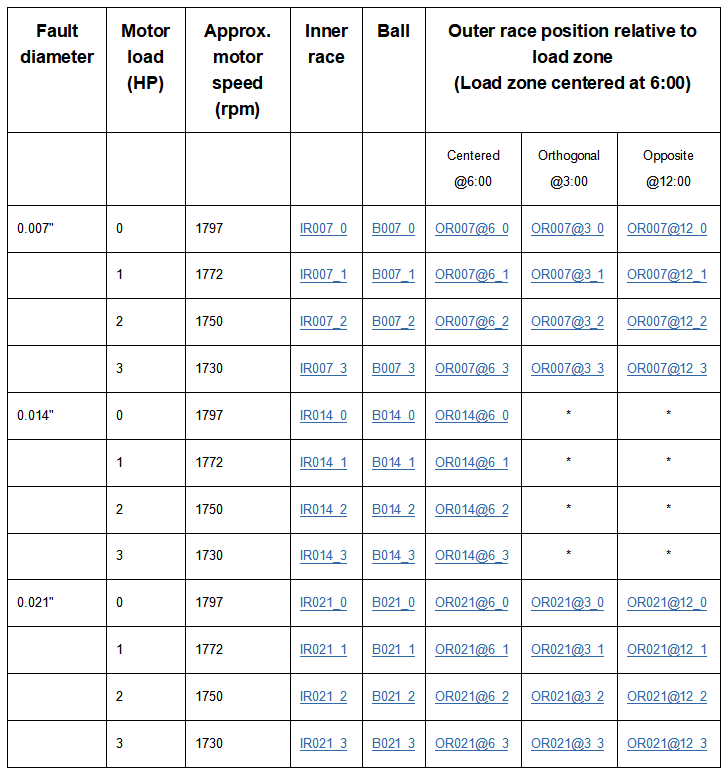 Fault diameter | Motor load (HP) | Approx. motor speed (rpm) | Inner race | Ball | Outer race position relative to load zone (Load zone centered at 6:00)
Centered @6:00 | Orthogonal @3:00 | Opposite @12:00
0.007" | 0 | 1797 | IR007_0 | B007_0 | OR007@6_0 | OR007@3_0 | OR007@12_0
1 | 1772 | IR007_1 | B007_1 | OR007@6_1 | OR007@3_1 | OR007@12_1
2 | 1750 | IR007_2 | B007_2 | OR007@6_2 | OR007@3_2 | OR007@12_2
3 | 1730 | IR007_3 | B007_3 | OR007@6_3 | OR007@3_3 | OR007@12_3
0.014" | 0 | 1797 | IR014_0 | B014_0 | OR014@6_0 | * | *
1 | 1772 | IR014_1 | B014_1 | OR014@6_1 | * | *
2 | 1750 | IR014_2 | B014_2 | OR014@6_2 | * | *
3 | 1730 | IR014_3 | B014_3 | OR014@6_3 | * | *
0.021" | 0 | 1797 | IR021_0 | B021_0 | OR021@6_0 | OR021@3_0 | OR021@12_0
1 | 1772 | IR021_1 | B021_1 | OR021@6_1 | OR021@3_1 | OR021@12_1
2 | 1750 | IR021_2 | B021_2 | OR021@6_2 | OR021@3_2 | OR021@12_2
3 | 1730 | IR021_3 | B021_3 | OR021@6_3 | OR021@3_3 | OR021@12_3